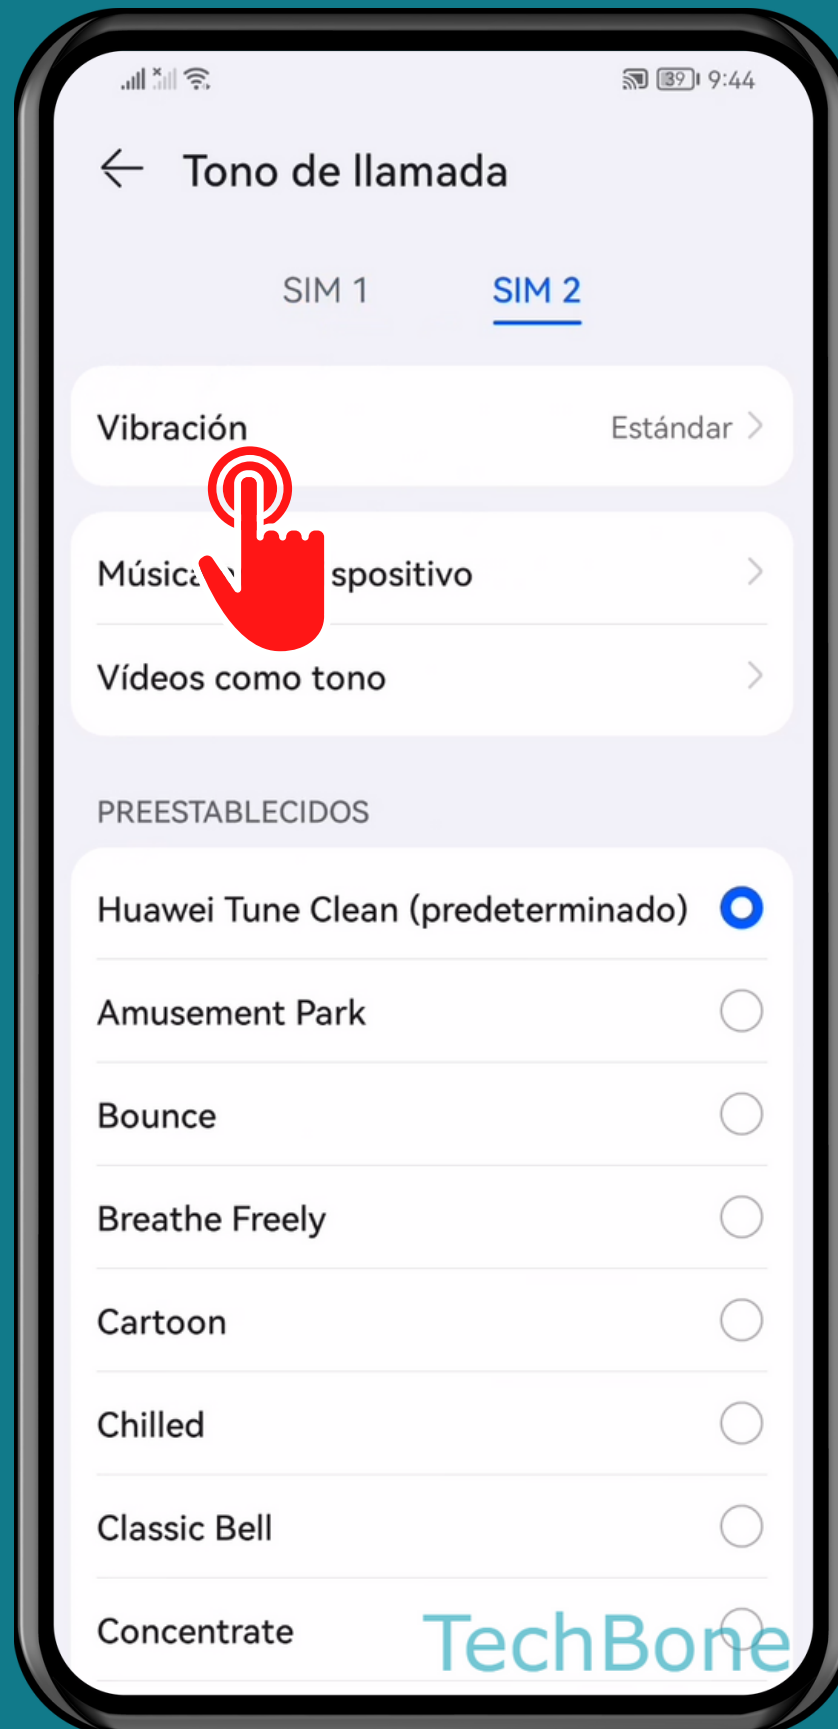 39 9:44
Tono de llamada
SIM 1 SIM 2
Vibración Estándar
Música spositivo
Vídeos como tono
PREESTABLECIDOS
Huawei Tune Clean (predeterminado)
Amusement Park
Bounce
Breathe Freely
Cartoon
Chilled
Classic Bell
Concentrate
TechBone